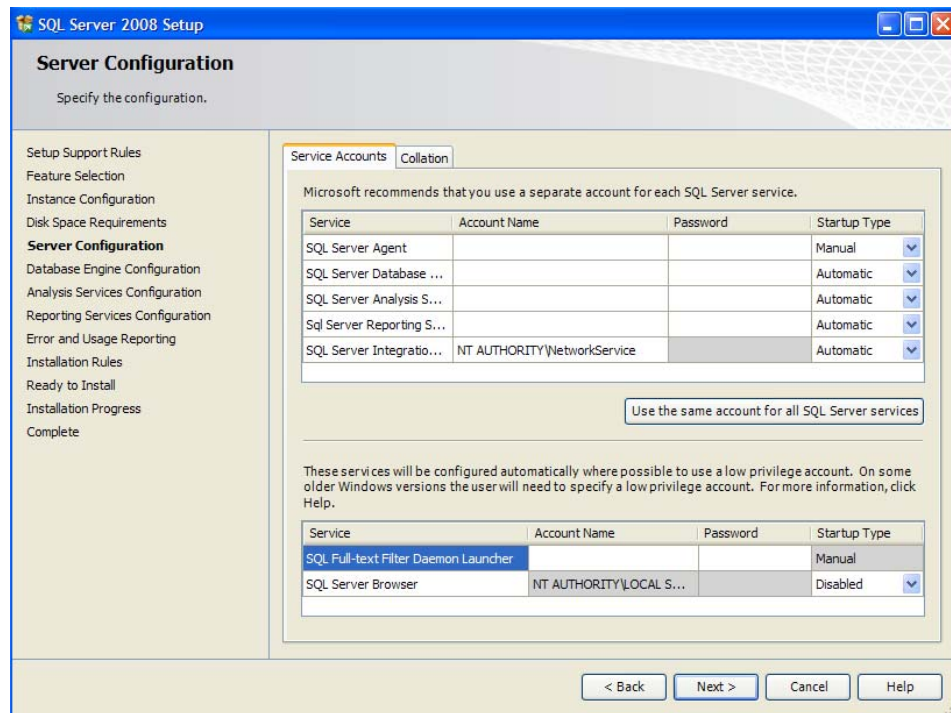 SQL Server 2008 Setup
Server Configuration
Specify the configuration.
Setup Support Rules
Feature Selection
Instance Configuration
Disk Space Requirements
Server Configuration
Database Engine Configuration
Analysis Services Configuration
Reporting Services Configuration
Error and Usage Reporting
Installation Rules
Ready to Install
Installation Progress
Complete
Service Accounts Collation
Microsoft recommends that you use a separate account for each SQL Server service.
Service Account Name Password Startup Type
SQL Server Agent Manual
SQL Server Database ... Automatic
SQL Server Analysis S... Automatic
Sql Server Reporting S... Automatic
SQL Server Integratio... NT AUTHORITY\NetworkService Automatic
Use the same account for all SQL Server services
These services will be configured automatically where possible to use a low privilege account. On some
older Windows versions the user will need to specify a low privilege account. For more information, click
Help.
Service Account Name Password Startup Type
SQL Full-text Filter Daemon Launcher Manual
SQL Server Browser NT AUTHORITY\LOCAL S... Disabled
< Back Next > Cancel Help